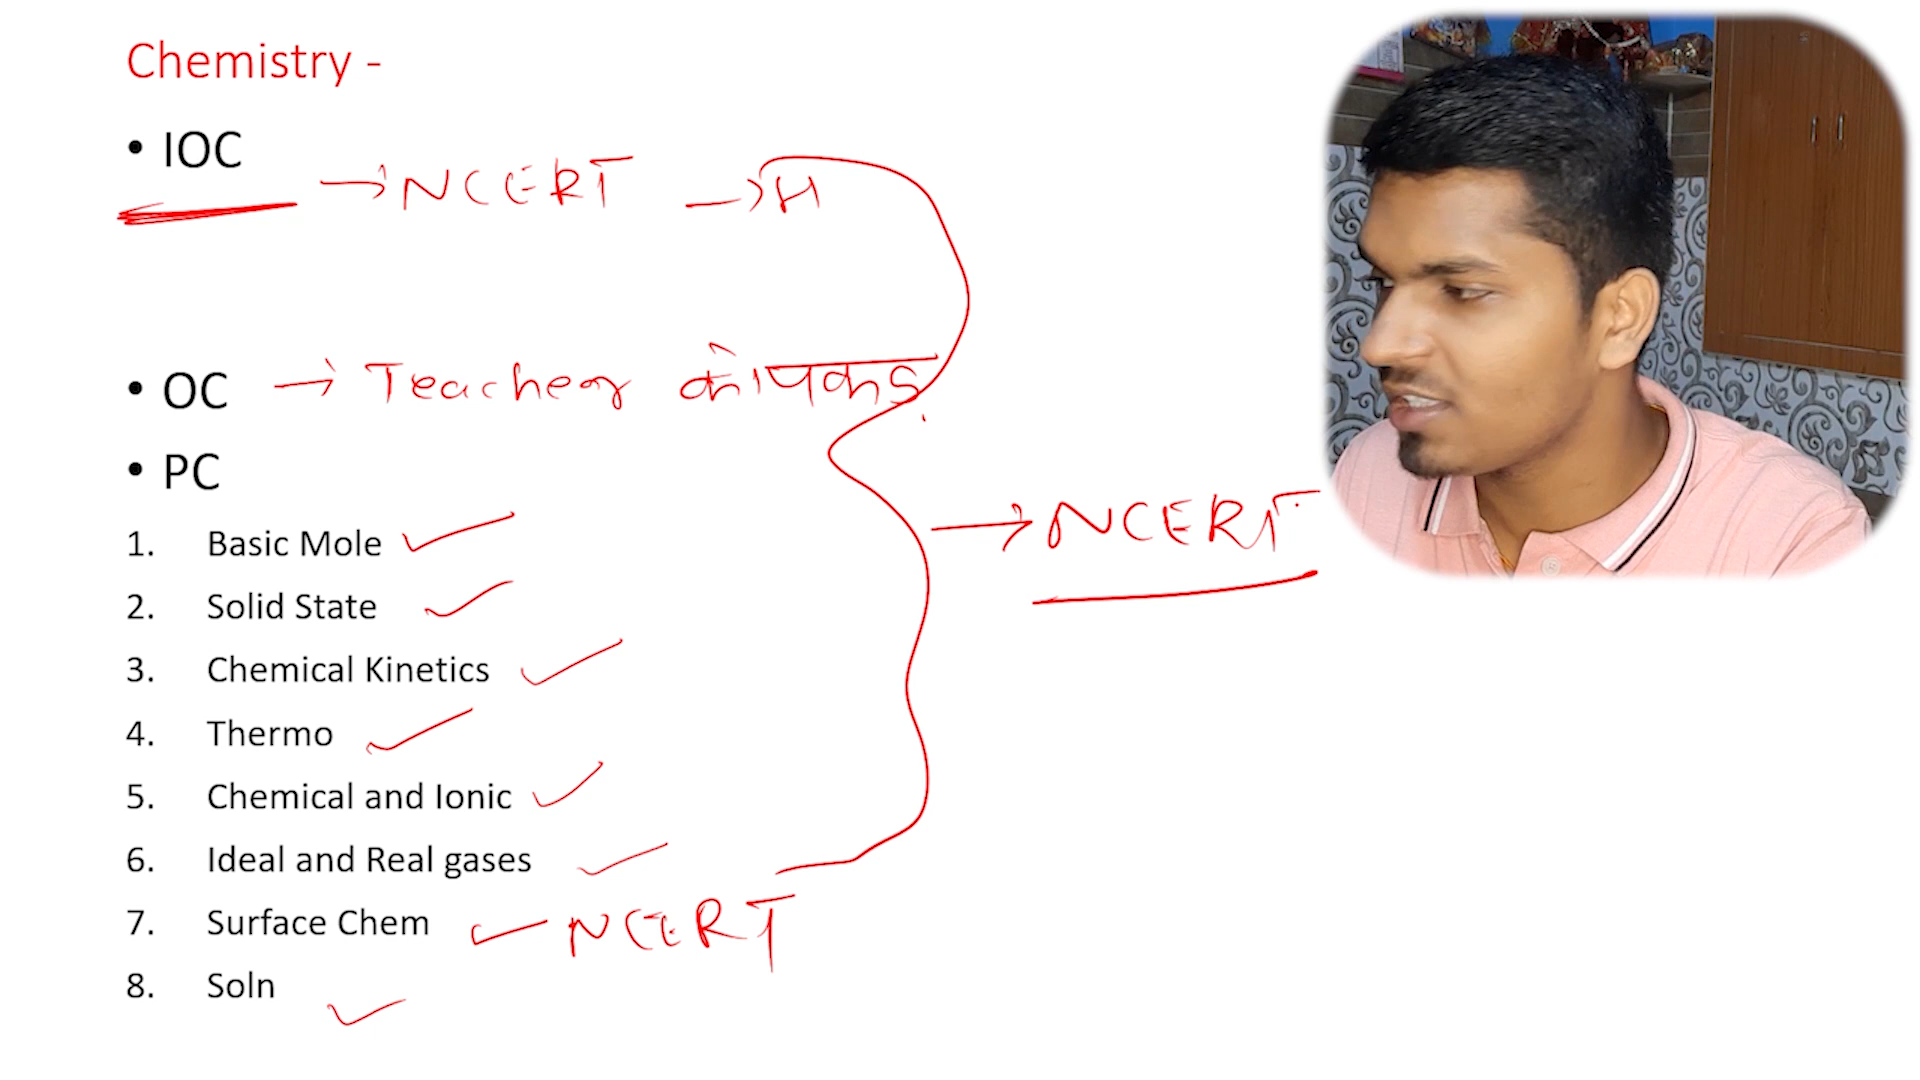 Chemistry -
• IOC → NCERT → H
• OC → Teacher को पकड़
• PC
→ NCERT
1. Basic Mole
2. Solid State
3. Chemical Kinetics
4. Thermo
5. Chemical and Ionic
6. Ideal and Real gases
7. Surface Chem NCERT
8. Soln